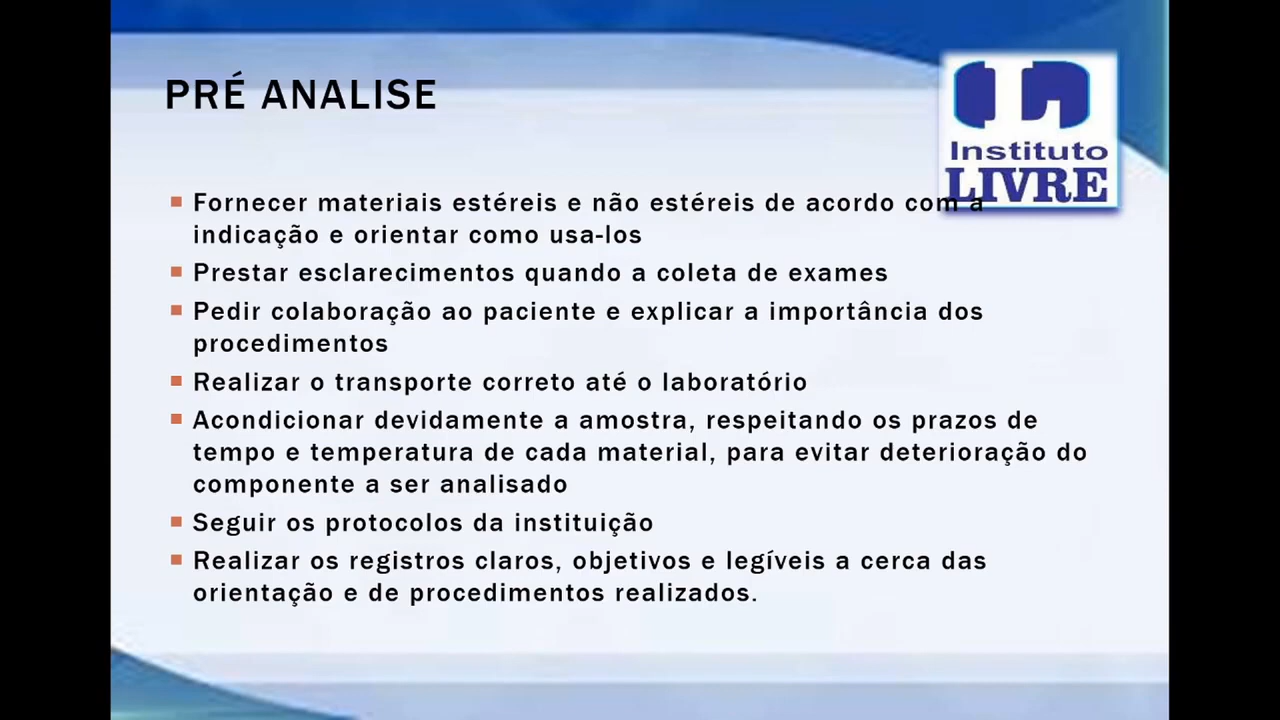 PRÉ ANALISE
Instituto
LIVRE
Fornecer materiais estéreis e não estéreis de acordo com a
indicação e orientar como usa-los
Prestar esclarecimentos quando a coleta de exames
Pedir colaboração ao paciente e explicar a importância dos
procedimentos
Realizar o transporte correto até o laboratório
Acondicionar devidamente a amostra, respeitando os prazos de
tempo e temperatura de cada material, para evitar deterioração do
componente a ser analisado
Seguir os protocolos da instituição
Realizar os registros claros, objetivos e legíveis a cerca das
orientação e de procedimentos realizados.